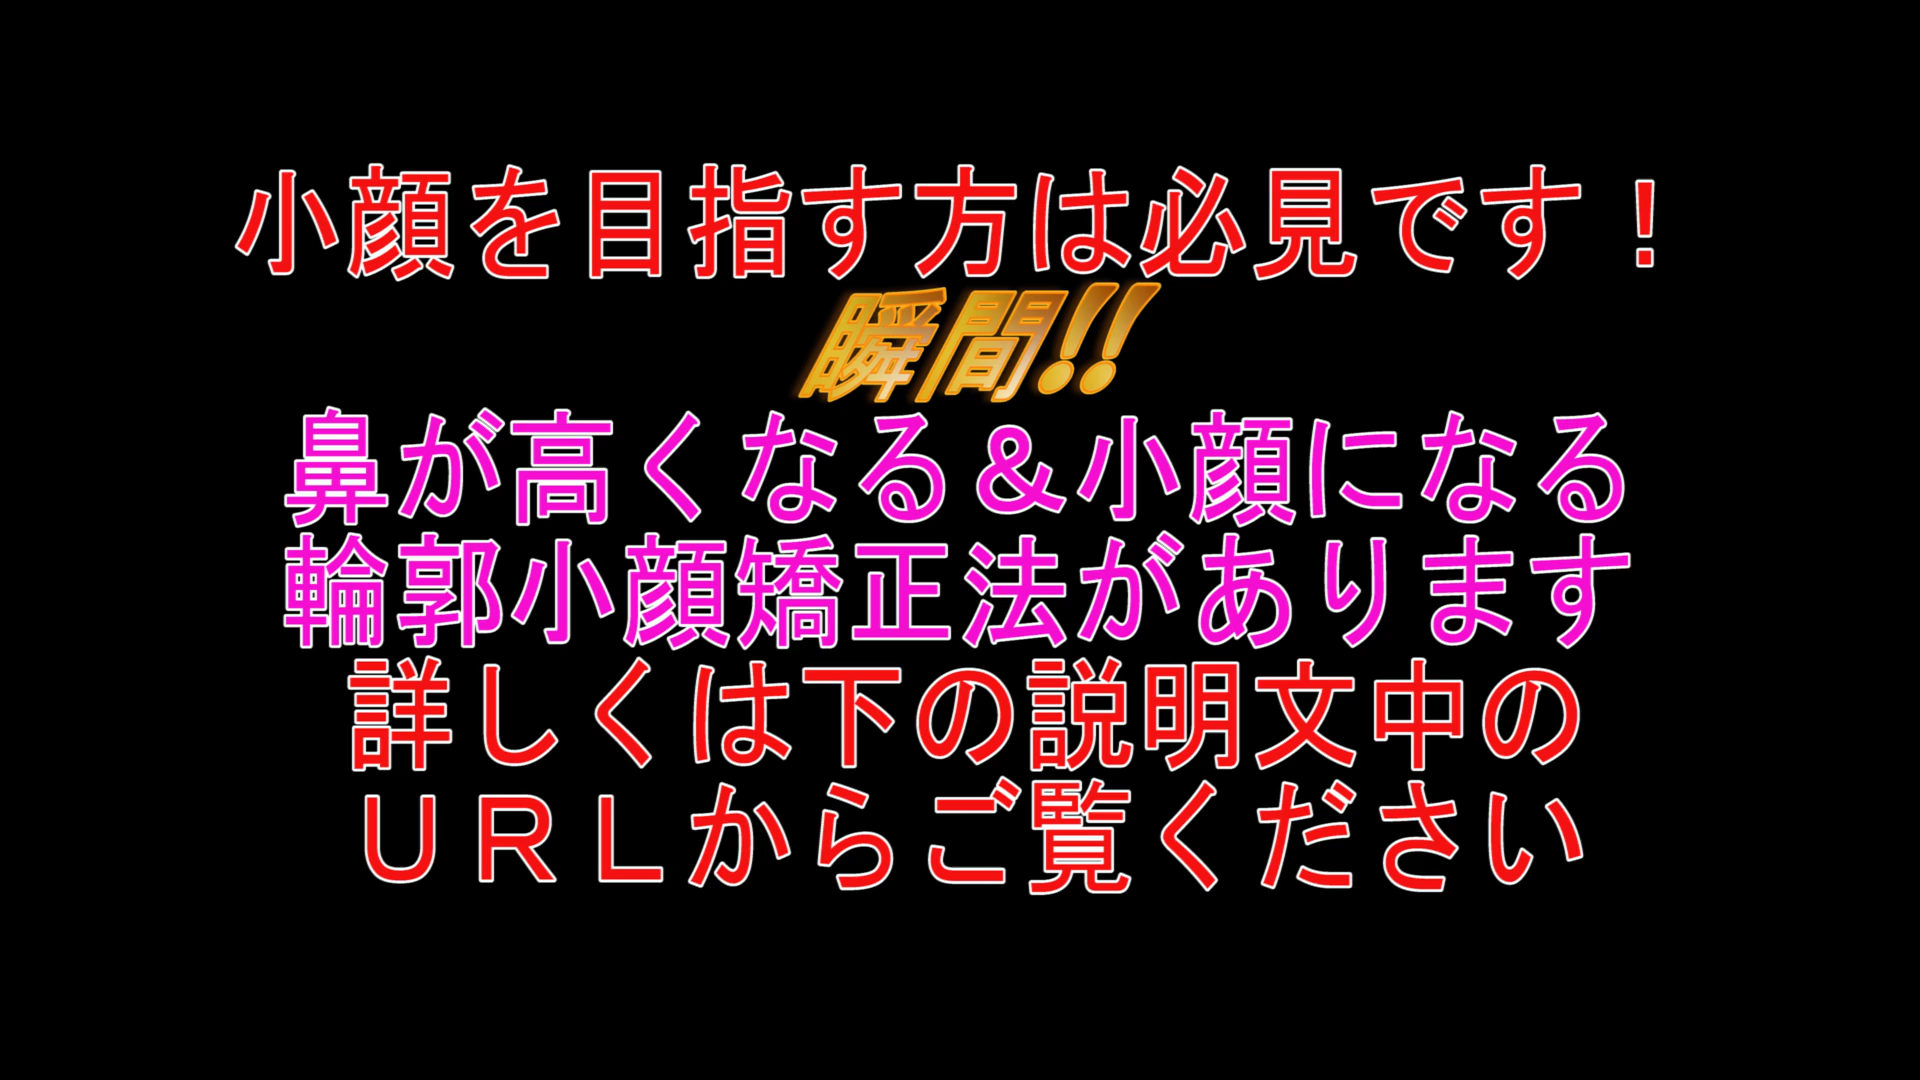 小顔を目指す方は必見です！
瞬間!!
鼻が高くなる＆小顔になる
輪郭小顔矯正法があります
詳しくは下の説明文中の
ＵＲＬからご覧ください